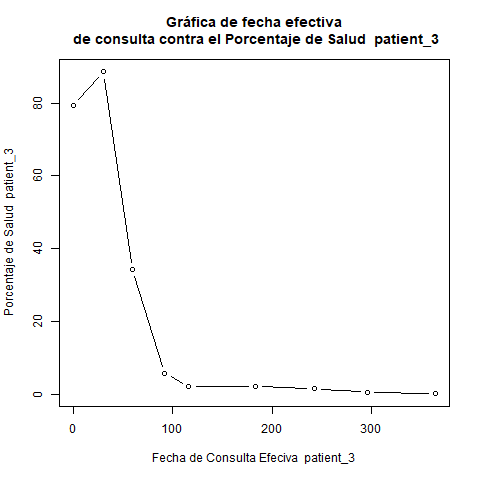 Gráfica de fecha efectiva
de consulta contra el Porcentaje de Salud patient_3
Porcentaje de Salud patient_3
80
60
40
20
0
0 100 200 300
Fecha de Consulta Efeciva patient_3